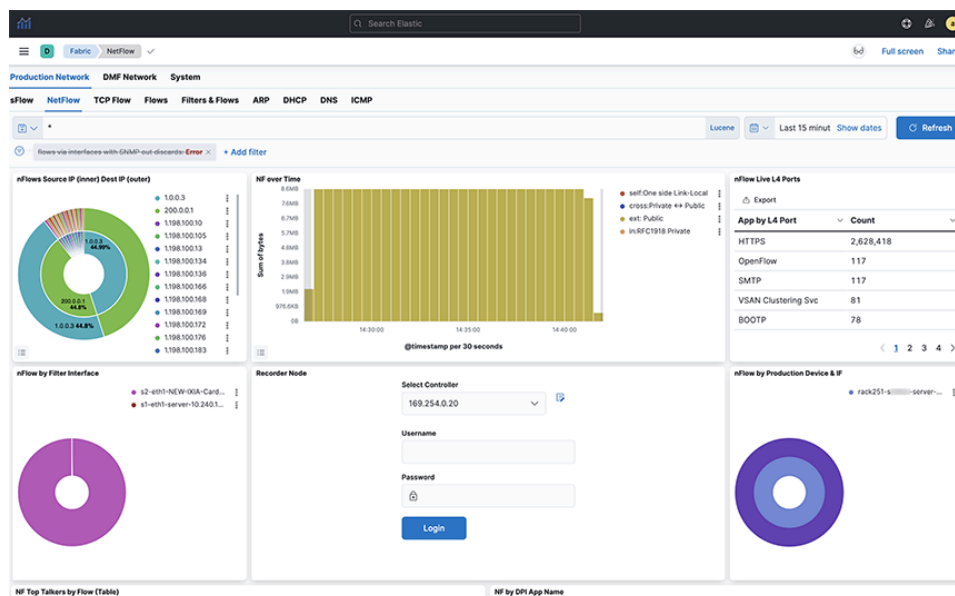 Search Elastic
a
D Fabric NetFlow Full screen Shar
Production Network DMF Network System
sFlow NetFlow TCP Flow Flows Filters & Flows ARP DHCP DNS ICMP
* Lucene Last 15 minut Show dates Refresh
flows via interfaces with SNMP out discards: Error × + Add filter
nFlows Source IP (inner) Dest IP (outer)
1.0.0.3
44.99%
200.0.0.1
44.8%
1.0.0.3 44.8%
1.0.0.3
200.0.0.1
1.198.100.10
1.198.100.105
1.198.100.13
1.198.100.134
1.198.100.136
1.198.100.166
1.198.100.168
1.198.100.169
1.198.100.172
1.198.100.176
1.198.100.183
NF over Time
Sum of bytes
8.6MB
7.6MB
6.7MB
5.7MB
4.8MB
3.8MB
2.9MB
1.9MB
976.6KB
0B
14:30:00 14:35:00 14:40:00
@timestamp per 30 seconds
self:One side Link-Local
cross:Private ↔ Public
ext: Public
in:RFC1918 Private
nFlow Live L4 Ports
Export
App by L4 Port Count
HTTPS 2,628,418
OpenFlow 117
SMTP 117
VSAN Clustering Svc 81
BOOTP 78
< 1 2 3 4 >
nFlow by Filter Interface
s2-eth1-NEW-IXIA-Card...
s1-eth1-server-10.240.1...
Recorder Node
Select Controller
169.254.0.20
Username
Password
Login
nFlow by Production Device & IF
rack251-s server-...
NF Top Talkers by Flow (Table) NF by DPI App Name